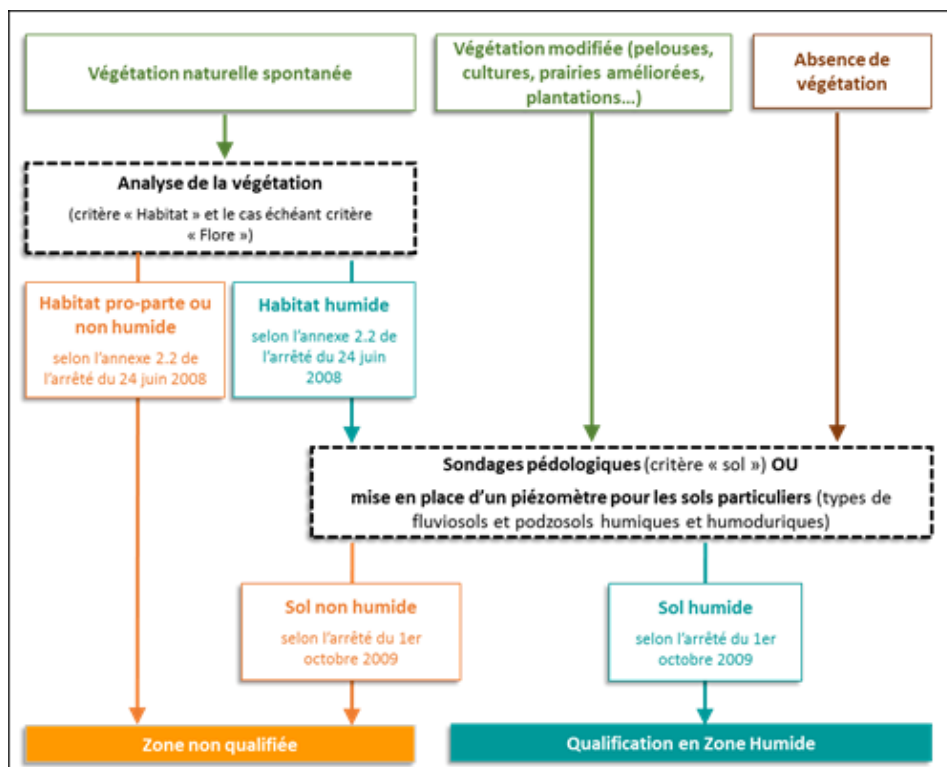 Végétation naturelle spontanée
Végétation modifiée (pelouses,
cultures, prairies améliorées,
plantations...)
Absence de
végétation
Analyse de la végétation
(critère « Habitat » et le cas échéant critère
« Flore »)
Habitat pro-parte ou
non humide
selon l'annexe 2.2 de
l'arrêté du 24 juin 2008
Habitat humide
selon l'annexe 2.2 de
l'arrêté du 24 juin
2008
Sondages pédologiques (critère « sol ») OU
mise en place d'un piézomètre pour les sols particuliers (types de
fluviosols et podzosols humiques et humoduriques)
Sol non humide
selon l'arrêté du 1er
octobre 2009
Sol humide
selon l'arrêté du 1er
octobre 2009
Zone non qualifiée
Qualification en Zone Humide